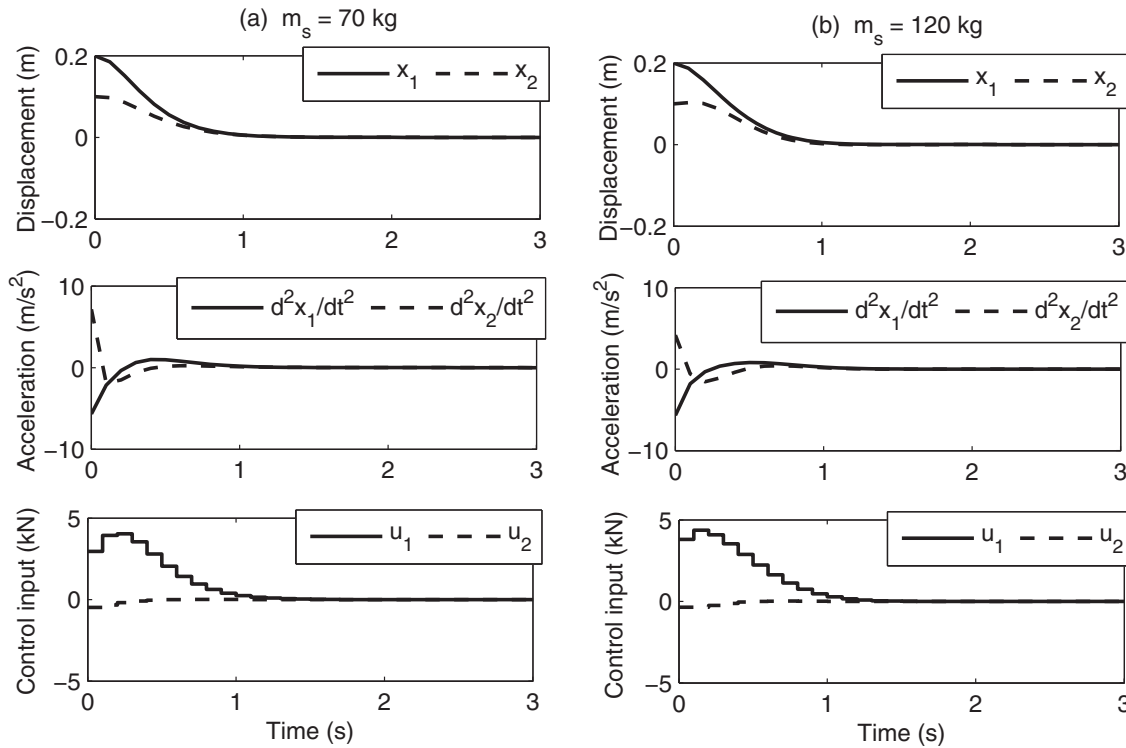 (a) m_s = 70 kg
Displacement (m)
0.2
0
−0.2
x_1 x_2
0 1 2 3
Acceleration (m/s^2)
10
0
−10
d^2x_1/dt^2 d^2x_2/dt^2
0 1 2 3
Control input (kN)
5
0
−5
u_1 u_2
0 1 2 3
Time (s)
(b) m_s = 120 kg
Displacement (m)
0.2
0
−0.2
x_1 x_2
0 1 2 3
Acceleration (m/s^2)
10
0
−10
d^2x_1/dt^2 d^2x_2/dt^2
0 1 2 3
Control input (kN)
5
0
−5
u_1 u_2
0 1 2 3
Time (s)